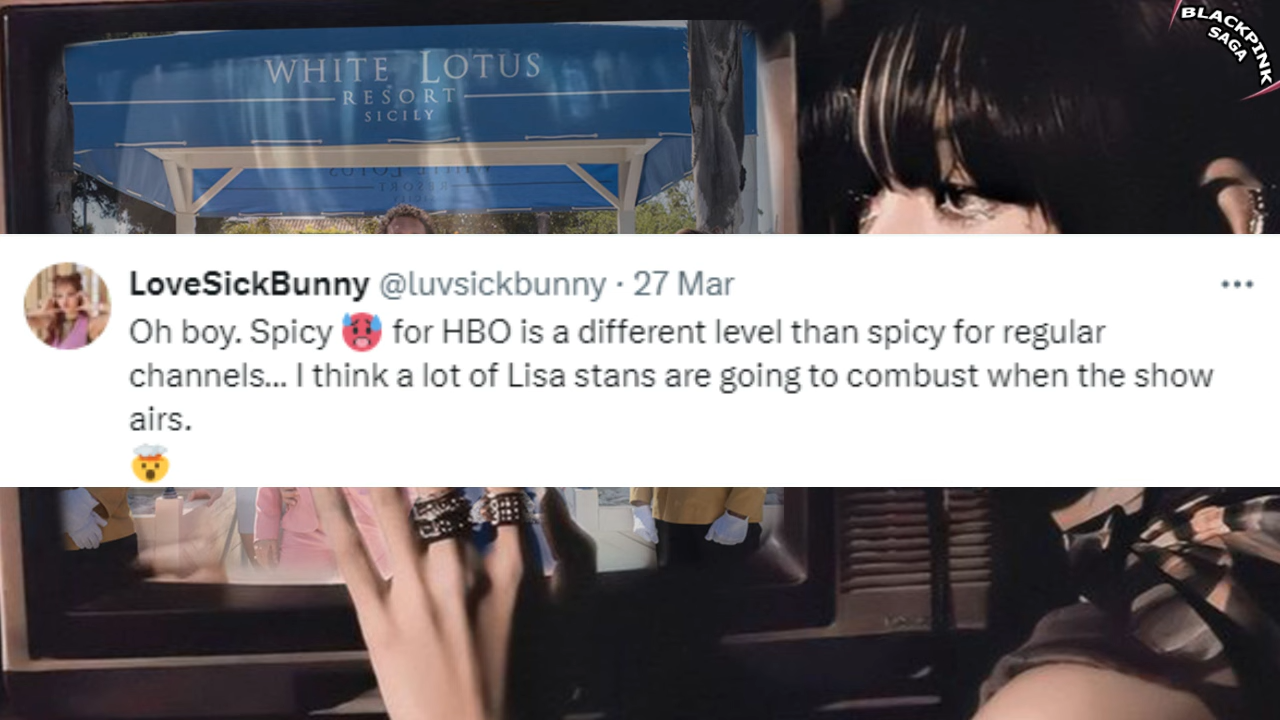 BLACKPINK
SAGA
WHITE LOTUS
RESORT
SICILY
LoveSickBunny @luvsickbunny · 27 Mar
Oh boy. Spicy 🥵 for HBO is a different level than spicy for regular
channels... I think a lot of Lisa stans are going to combust when the show
airs.
🤯